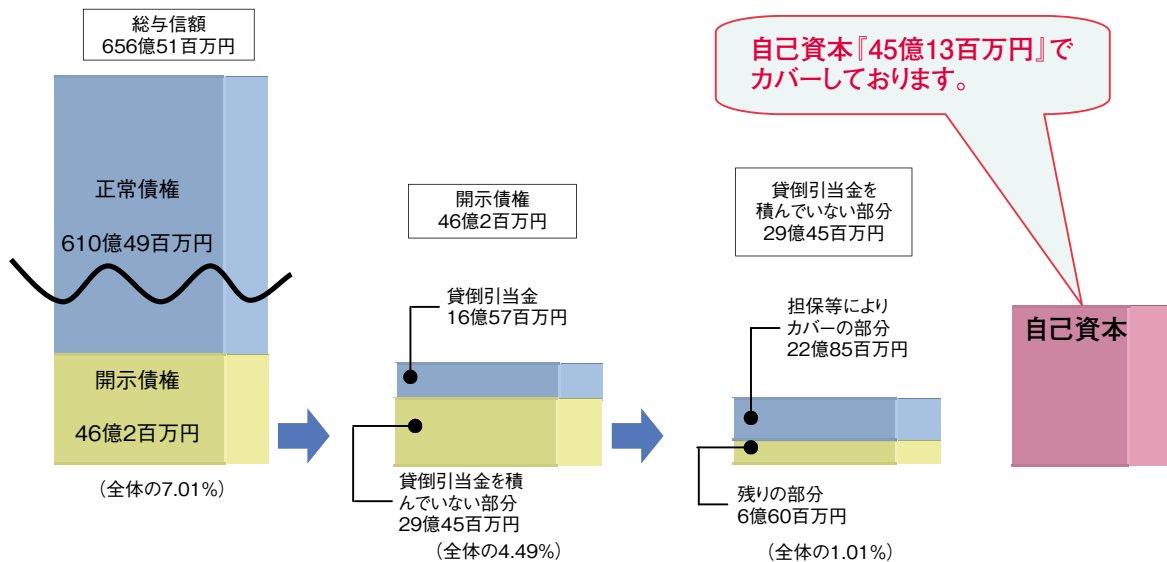 総与信額
656億51百万円
正常債権
610億49百万円
開示債権
46億2百万円
(全体の7.01%)
開示債権
46億2百万円
貸倒引当金
16億57百万円
貸倒引当金を積
んでいない部分
29億45百万円
(全体の4.49%)
貸倒引当金を
積んでいない部分
29億45百万円
担保等により
カバーの部分
22億85百万円
残りの部分
6億60百万円
(全体の1.01%)
自己資本『45億13百万円』で
カバーしております。
自己資本